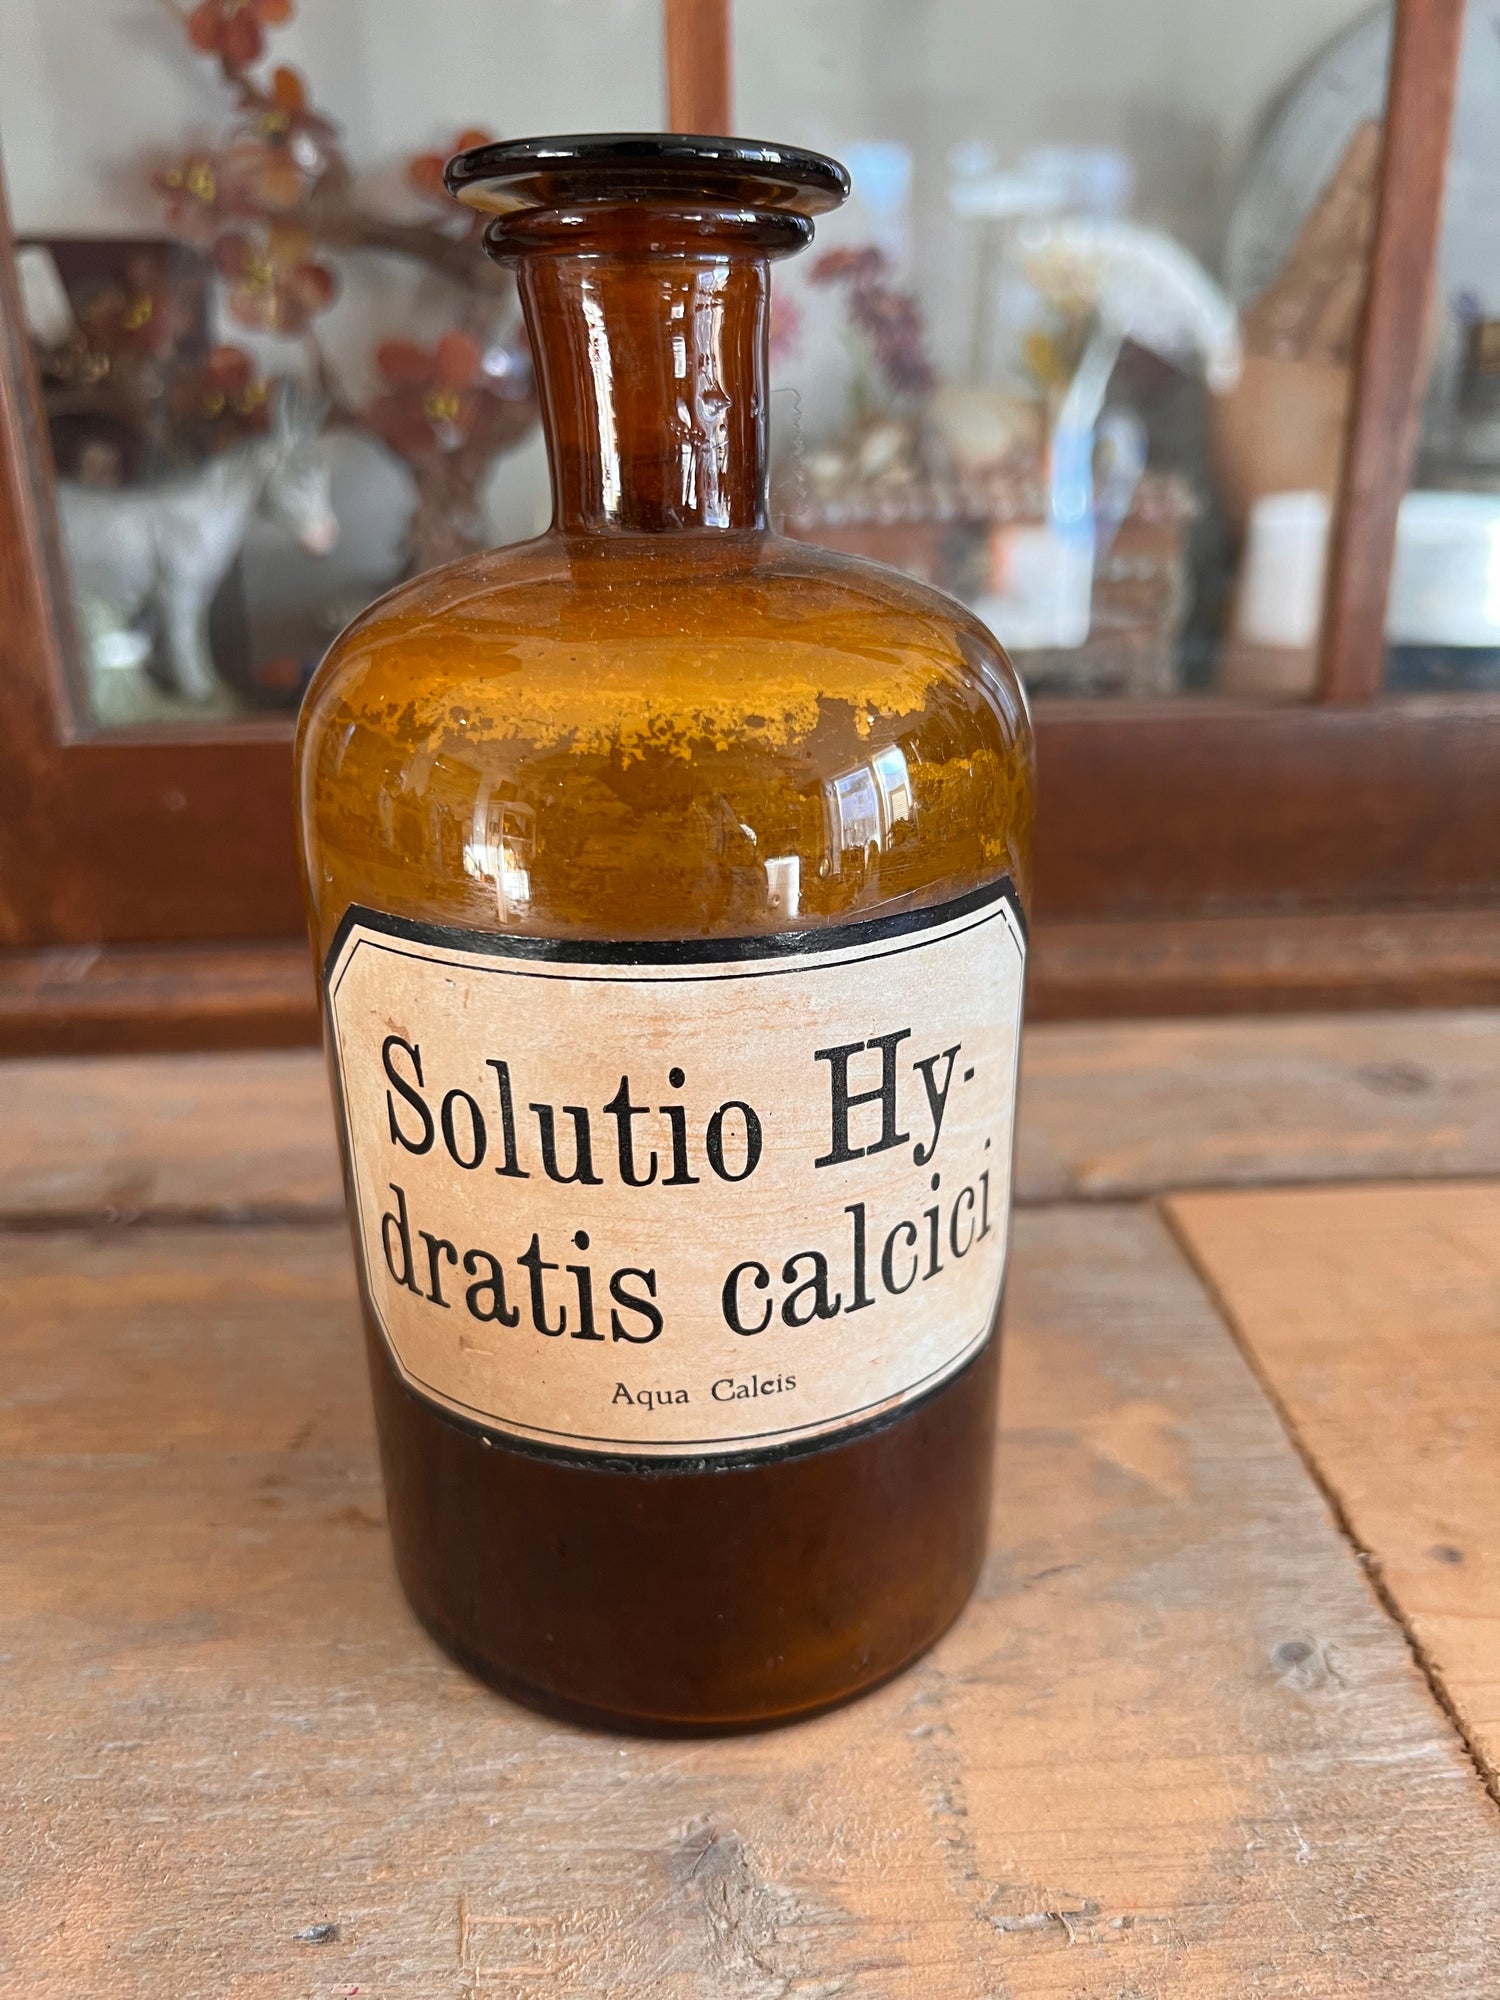 Solutio Hy-
dratis calcici
Aqua Calcis